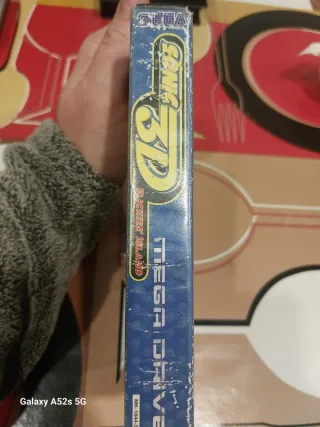 SEGA
SONIC
3D
FLICKIES' ISLAND
MEGA DRIVE
Galaxy A52s 5G